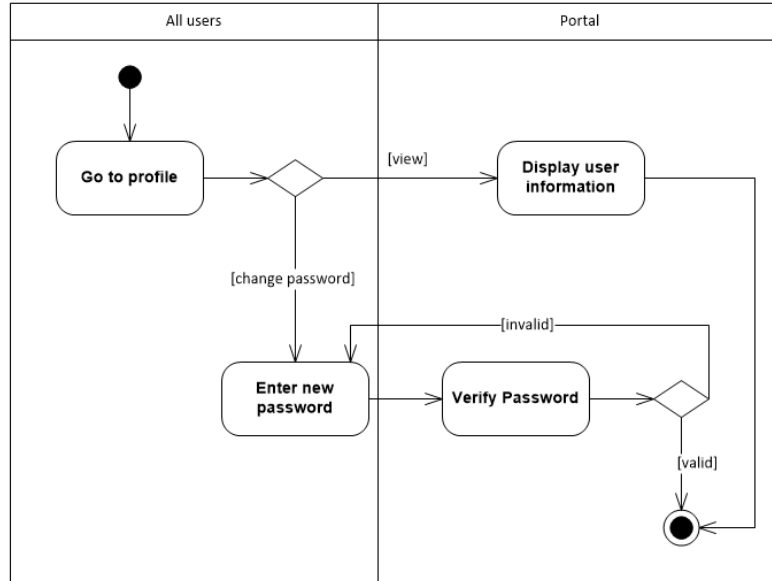 All users
Portal
Go to profile
[view]
Display user
information
[change password]
[invalid]
Enter new
password
Verify Password
[valid]